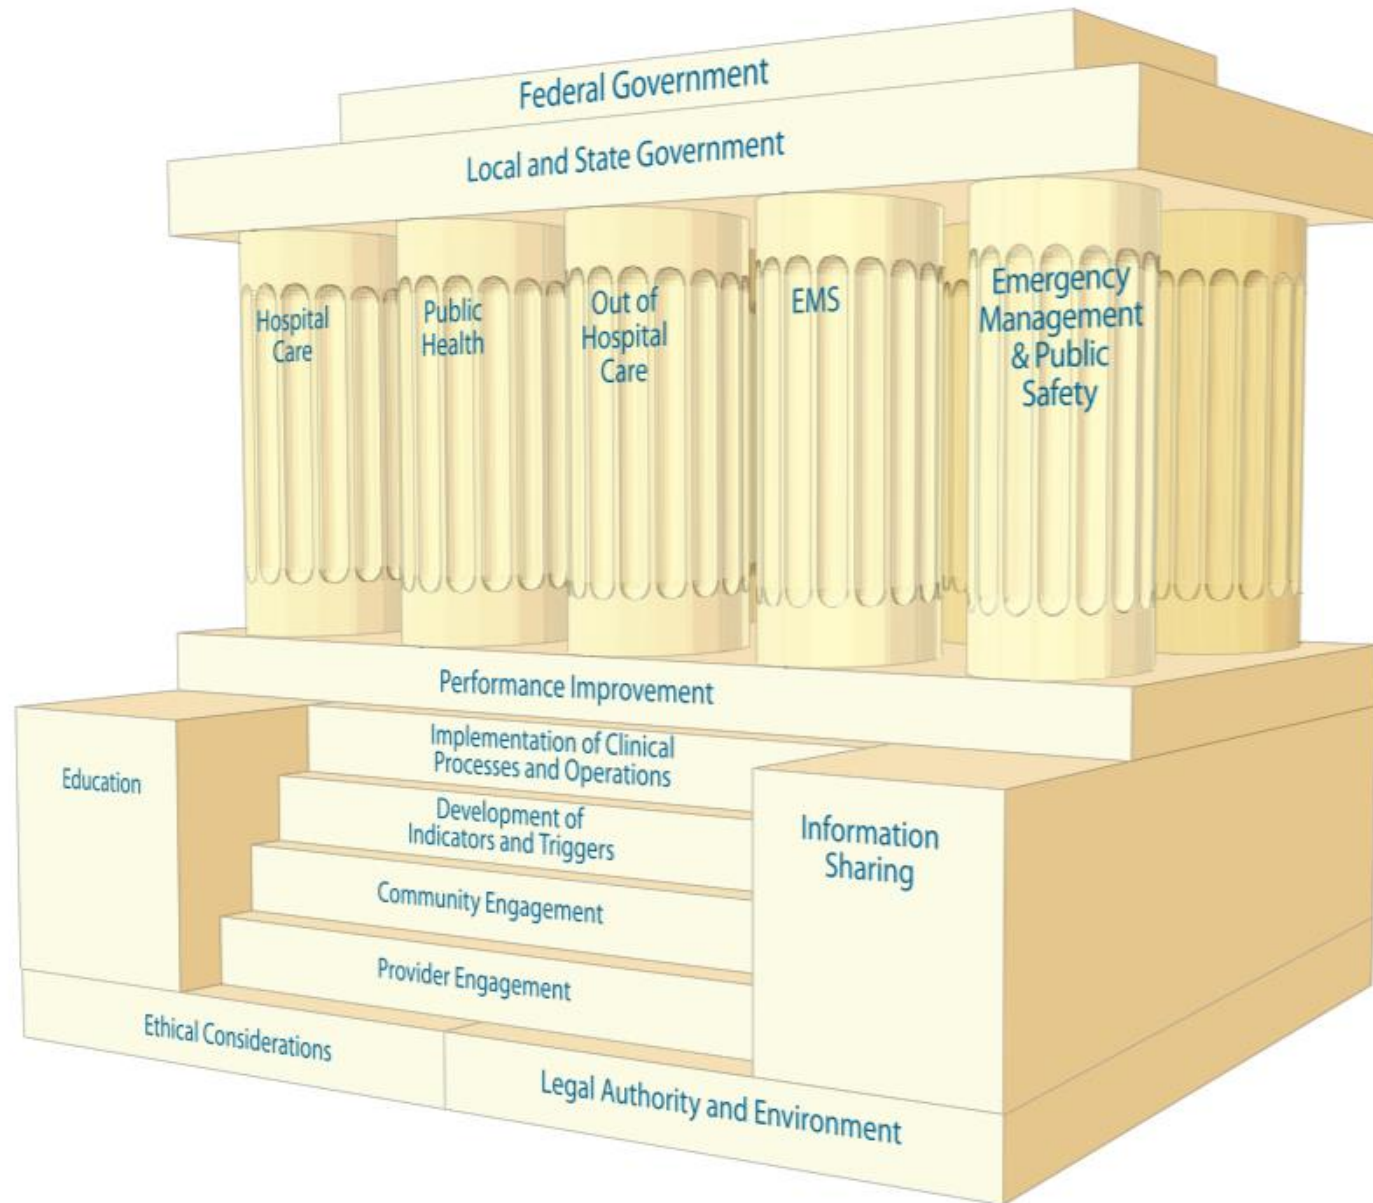 Federal Government
Local and State Government
Hospital
Care
Public
Health
Out of
Hospital
Care
EMS
Emergency
Management
& Public
Safety
Performance Improvement
Implementation of Clinical
Processes and Operations
Education
Development of
Indicators and Triggers
Information
Sharing
Community Engagement
Provider Engagement
Ethical Considerations
Legal Authority and Environment